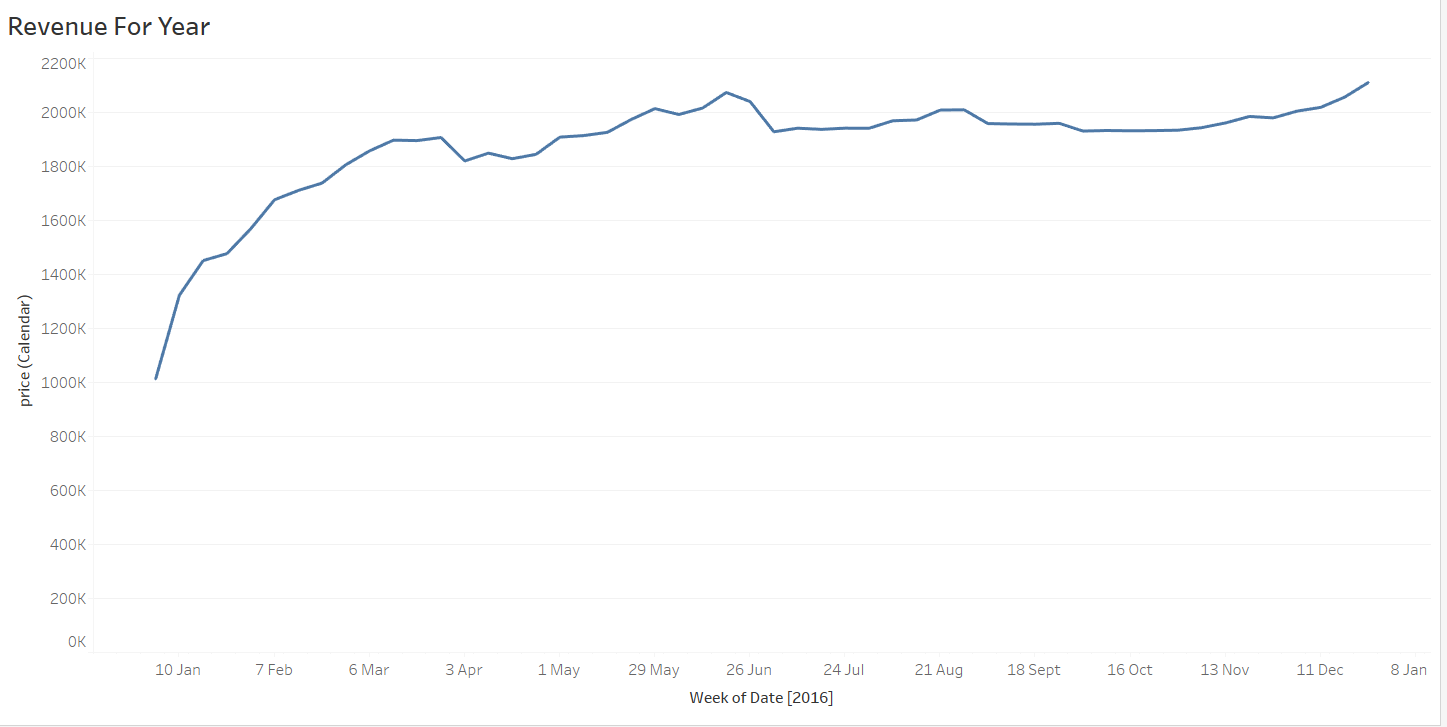 Revenue For Year
2200K
2000K
1800K
1600K
1400K
1200K
1000K
800K
600K
400K
200K
0K
price (Calendar)
10 Jan 7 Feb 6 Mar 3 Apr 1 May 29 May 26 Jun 24 Jul 21 Aug 18 Sept 16 Oct 13 Nov 11 Dec 8 Jan
Week of Date [2016]